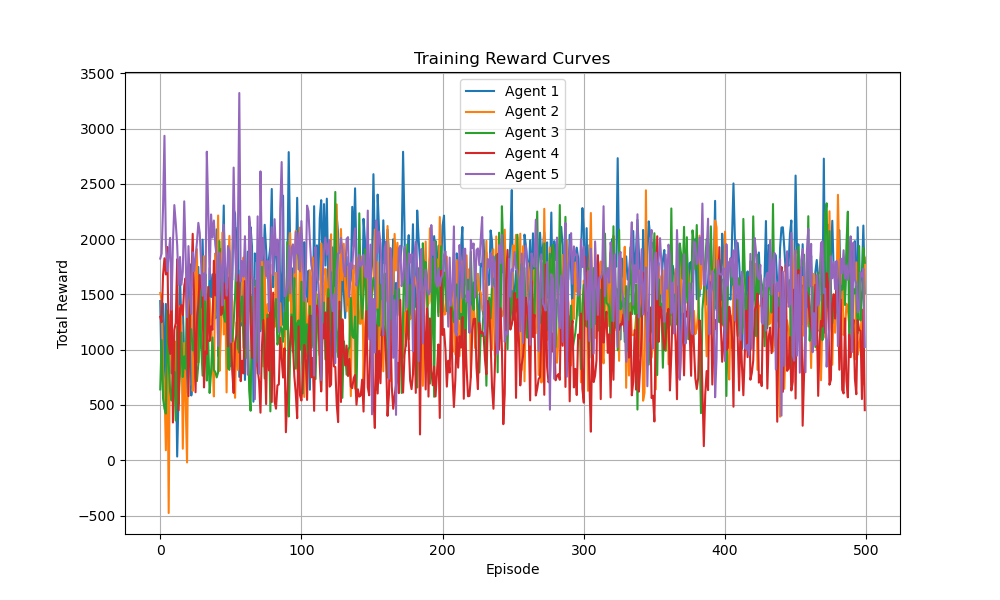 Training Reward Curves
3500
3000
2500
2000
1500
1000
500
0
−500
Total Reward
Agent 1
Agent 2
Agent 3
Agent 4
Agent 5
0 100 200 300 400 500
Episode